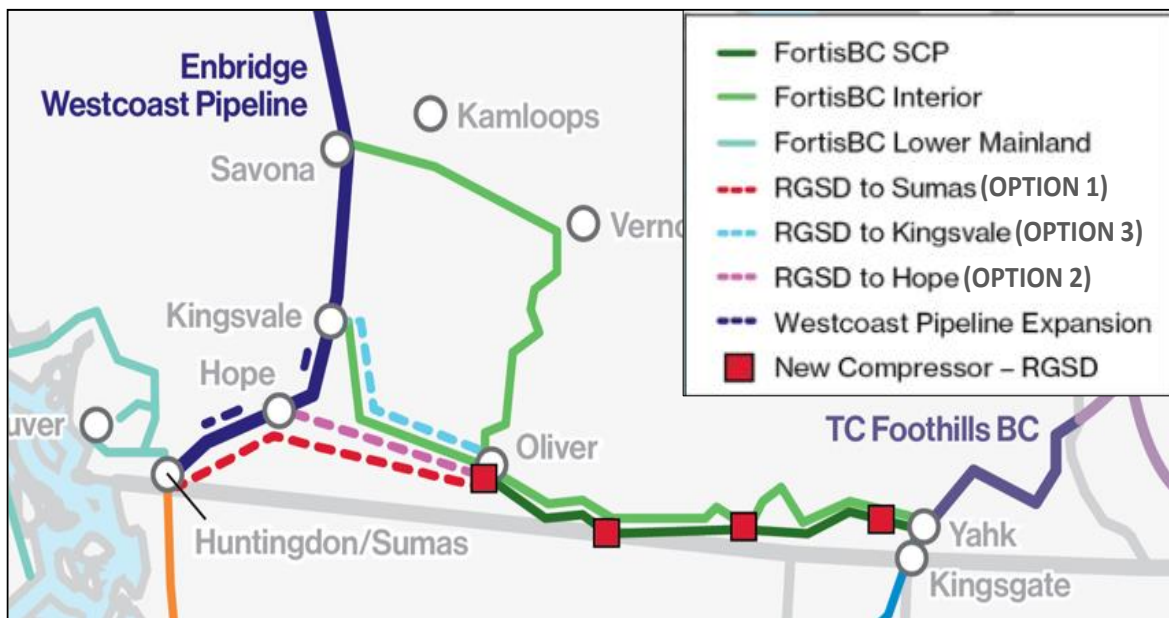 Enbridge
Westcoast Pipeline
Kamloops
Savona
Verno
Kingsvale
Hope
uver
Oliver
Huntingdon/Sumas
TC Foothills BC
Yahk
Kingsgate
FortisBC SCP
FortisBC Interior
FortisBC Lower Mainland
RGSD to Sumas (OPTION 1)
RGSD to Kingsvale (OPTION 3)
RGSD to Hope (OPTION 2)
Westcoast Pipeline Expansion
New Compressor – RGSD